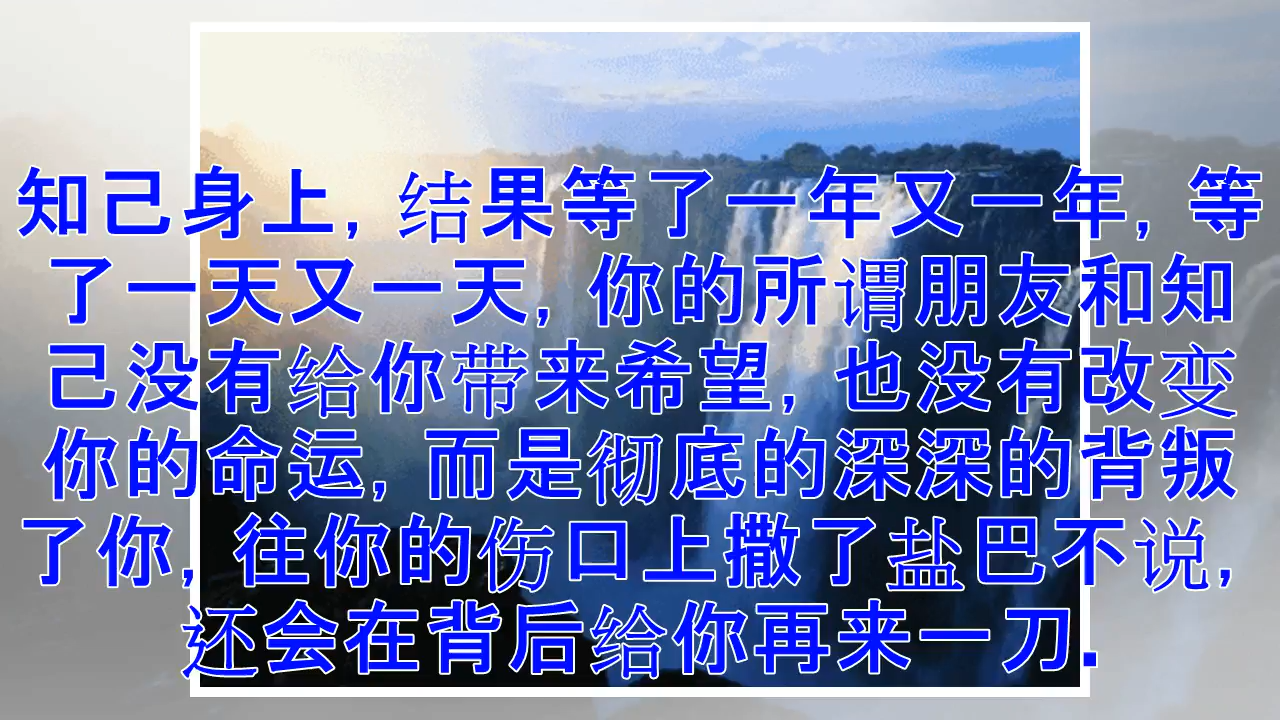 知己身上, 结果等了一年又一年, 等
了一天又一天, 你的所谓朋友和知
己没有给你带来希望, 也没有改变
你的命运, 而是彻底的深深的背叛
了你, 往你的伤口上撒了盐巴不说,
还会在背后给你再来一刀.